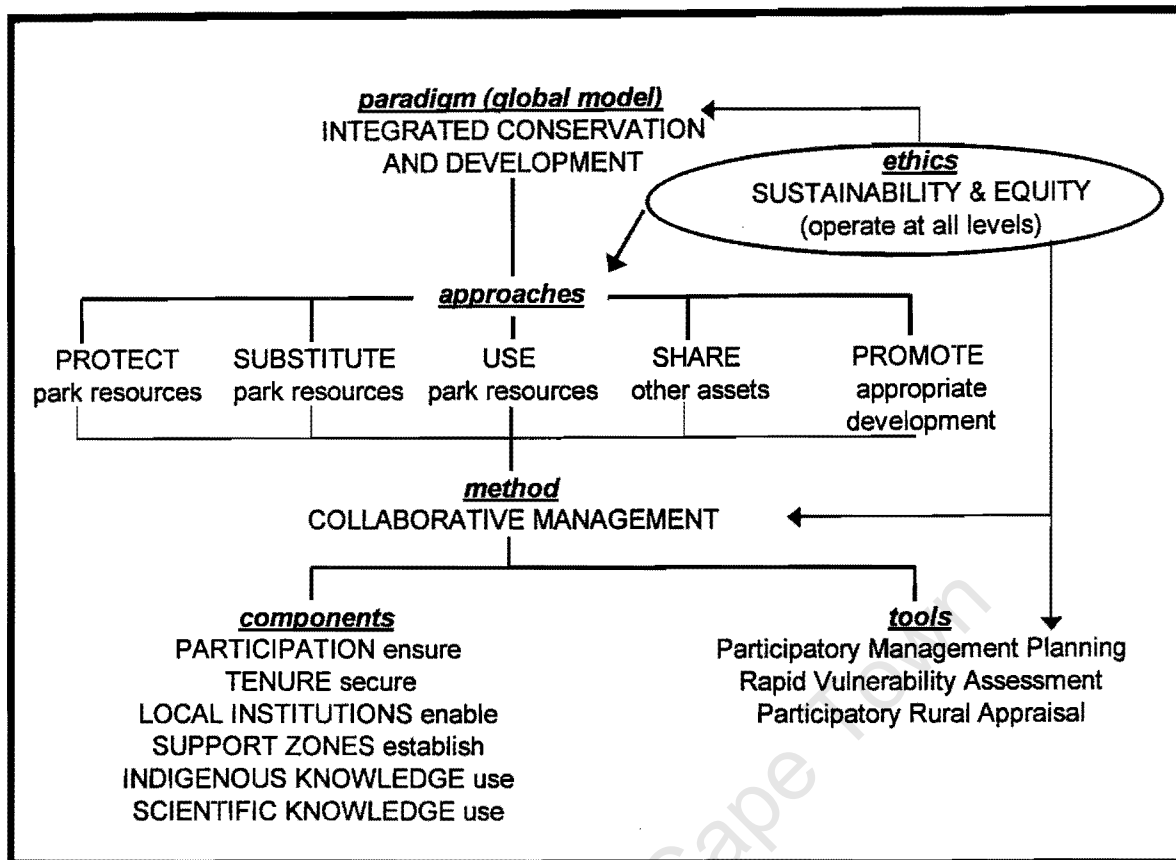 paradigm (global model)
INTEGRATED CONSERVATION
AND DEVELOPMENT
ethics
SUSTAINABILITY & EQUITY
(operate at all levels)
approaches
PROTECT
park resources
SUBSTITUTE
park resources
USE
park resources
SHARE
other assets
PROMOTE
appropriate
development
method
COLLABORATIVE MANAGEMENT
components
PARTICIPATION ensure
TENURE secure
LOCAL INSTITUTIONS enable
SUPPORT ZONES establish
INDIGENOUS KNOWLEDGE use
SCIENTIFIC KNOWLEDGE use
tools
Participatory Management Planning
Rapid Vulnerability Assessment
Participatory Rural Appraisal
Cape Town